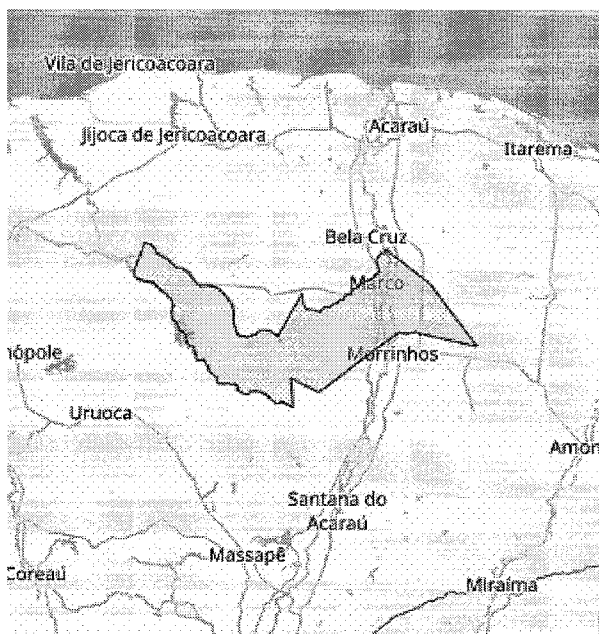 Vila de Jericoacoara
Jijoca de Jericoacoara
Acaraú
Itarema
Bela Cruz
Marco
Morrinhos
nópole
Uruoca
Amon
Santana do
Acaraú
Massapê
Coreaú
Miraíma